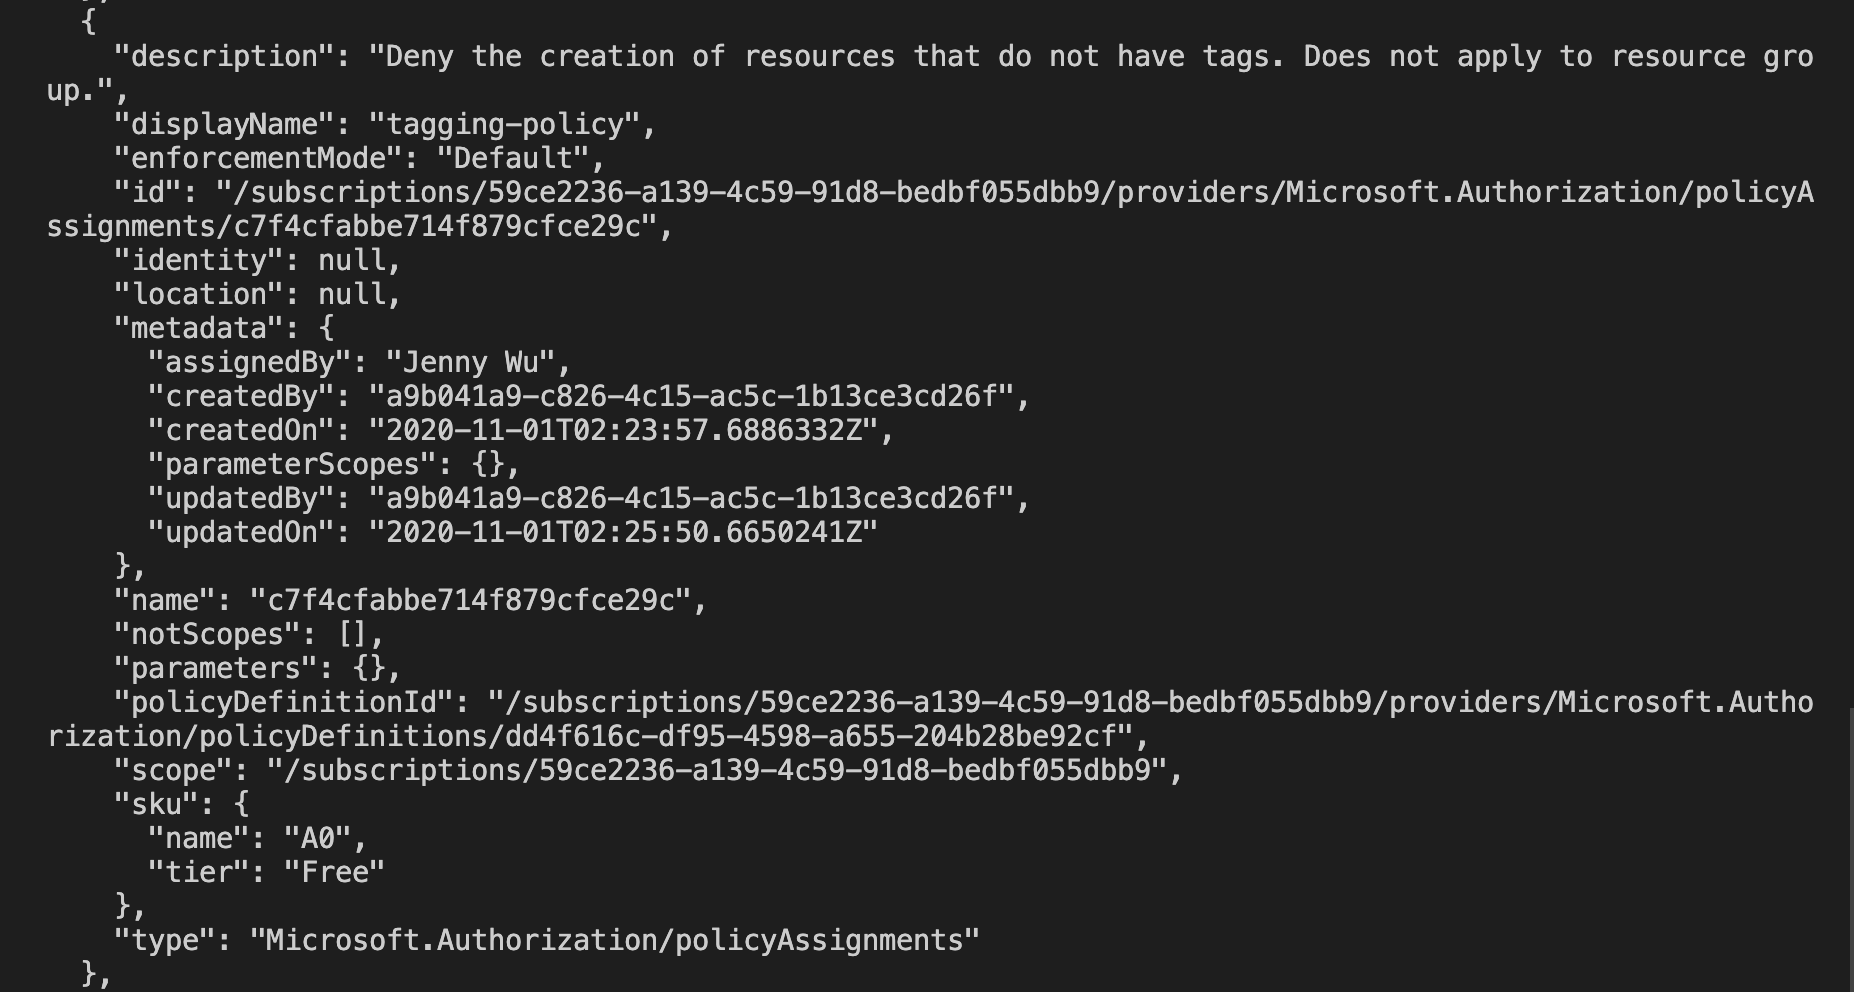 {
"description": "Deny the creation of resources that do not have tags. Does not apply to resource gro
up.",
"displayName": "tagging-policy",
"enforcementMode": "Default",
"id": "/subscriptions/59ce2236-a139-4c59-91d8-bedbf055dbb9/providers/Microsoft.Authorization/policyA
ssignments/c7f4cfabbe714f879cfce29c",
"identity": null,
"location": null,
"metadata": {
"assignedBy": "Jenny Wu",
"createdBy": "a9b041a9-c826-4c15-ac5c-1b13ce3cd26f",
"createdOn": "2020-11-01T02:23:57.6886332Z",
"parameterScopes": {},
"updatedBy": "a9b041a9-c826-4c15-ac5c-1b13ce3cd26f",
"updatedOn": "2020-11-01T02:25:50.6650241Z"
},
"name": "c7f4cfabbe714f879cfce29c",
"notScopes": [],
"parameters": {},
"policyDefinitionId": "/subscriptions/59ce2236-a139-4c59-91d8-bedbf055dbb9/providers/Microsoft.Autho
rization/policyDefinitions/dd4f616c-df95-4598-a655-204b28be92cf",
"scope": "/subscriptions/59ce2236-a139-4c59-91d8-bedbf055dbb9",
"sku": {
"name": "A0",
"tier": "Free"
},
"type": "Microsoft.Authorization/policyAssignments"
},